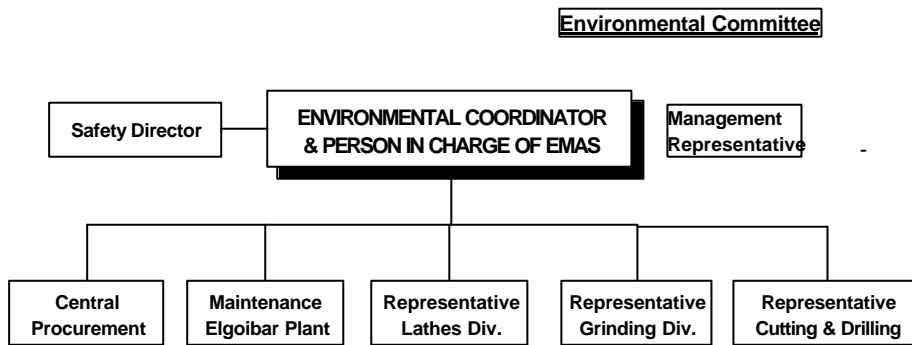 Environmental Committee
Safety Director
ENVIRONMENTAL COORDINATOR
& PERSON IN CHARGE OF EMAS
Management
Representative
-
Central
Procurement
Maintenance
Elgoibar Plant
Representative
Lathes Div.
Representative
Grinding Div.
Representative
Cutting & Drilling